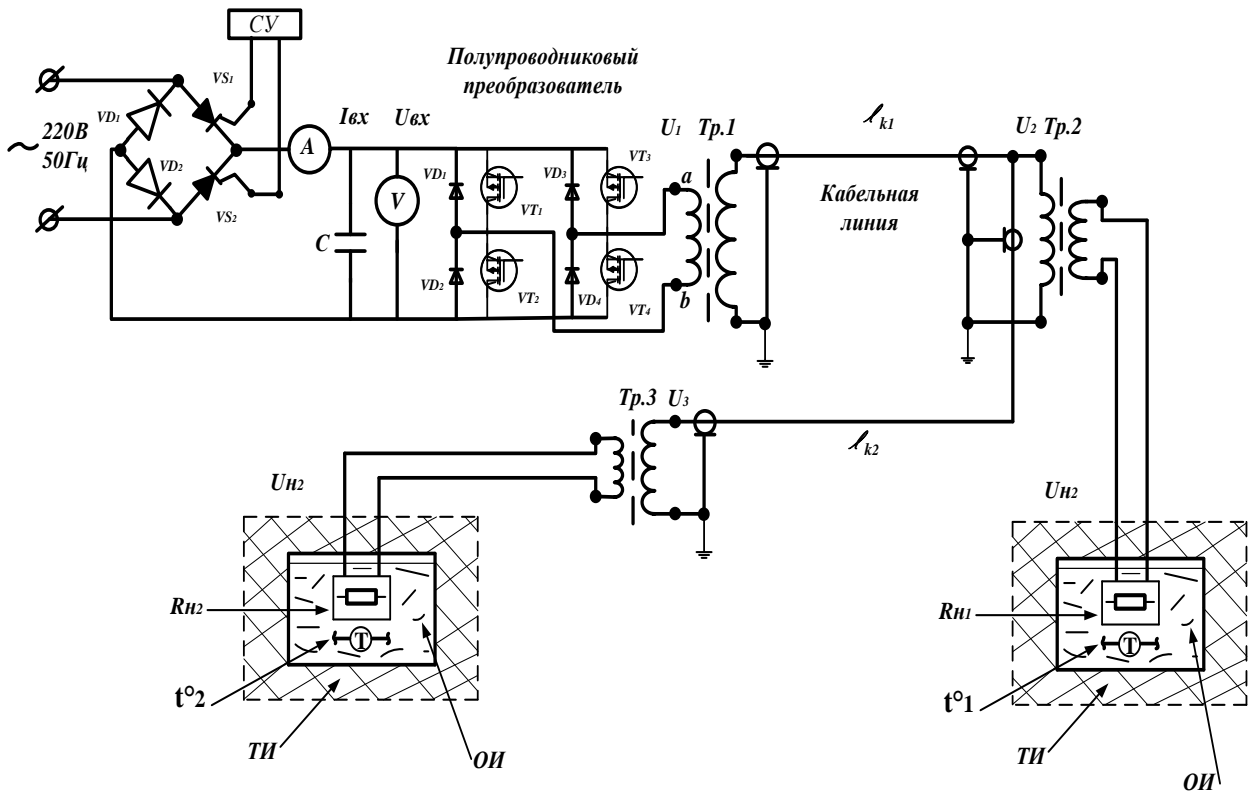 СУ
Полупроводниковый
преобразователь
VS1
VD1
Iвх
Uвх
U1
Тр.1
ℓk1
U2
Тр.2
~ 220В
50Гц
A
VD2
VS2
VD1
VT1
VD3
VT3
a
Кабельная
линия
V
C
VD2
VT2
VD4
VT4
b
Тр.3
U3
ℓk2
Uн2
Uн2
Rн2
T
t°2
ТИ
ОИ
Rн1
T
t°1
ТИ
ОИ